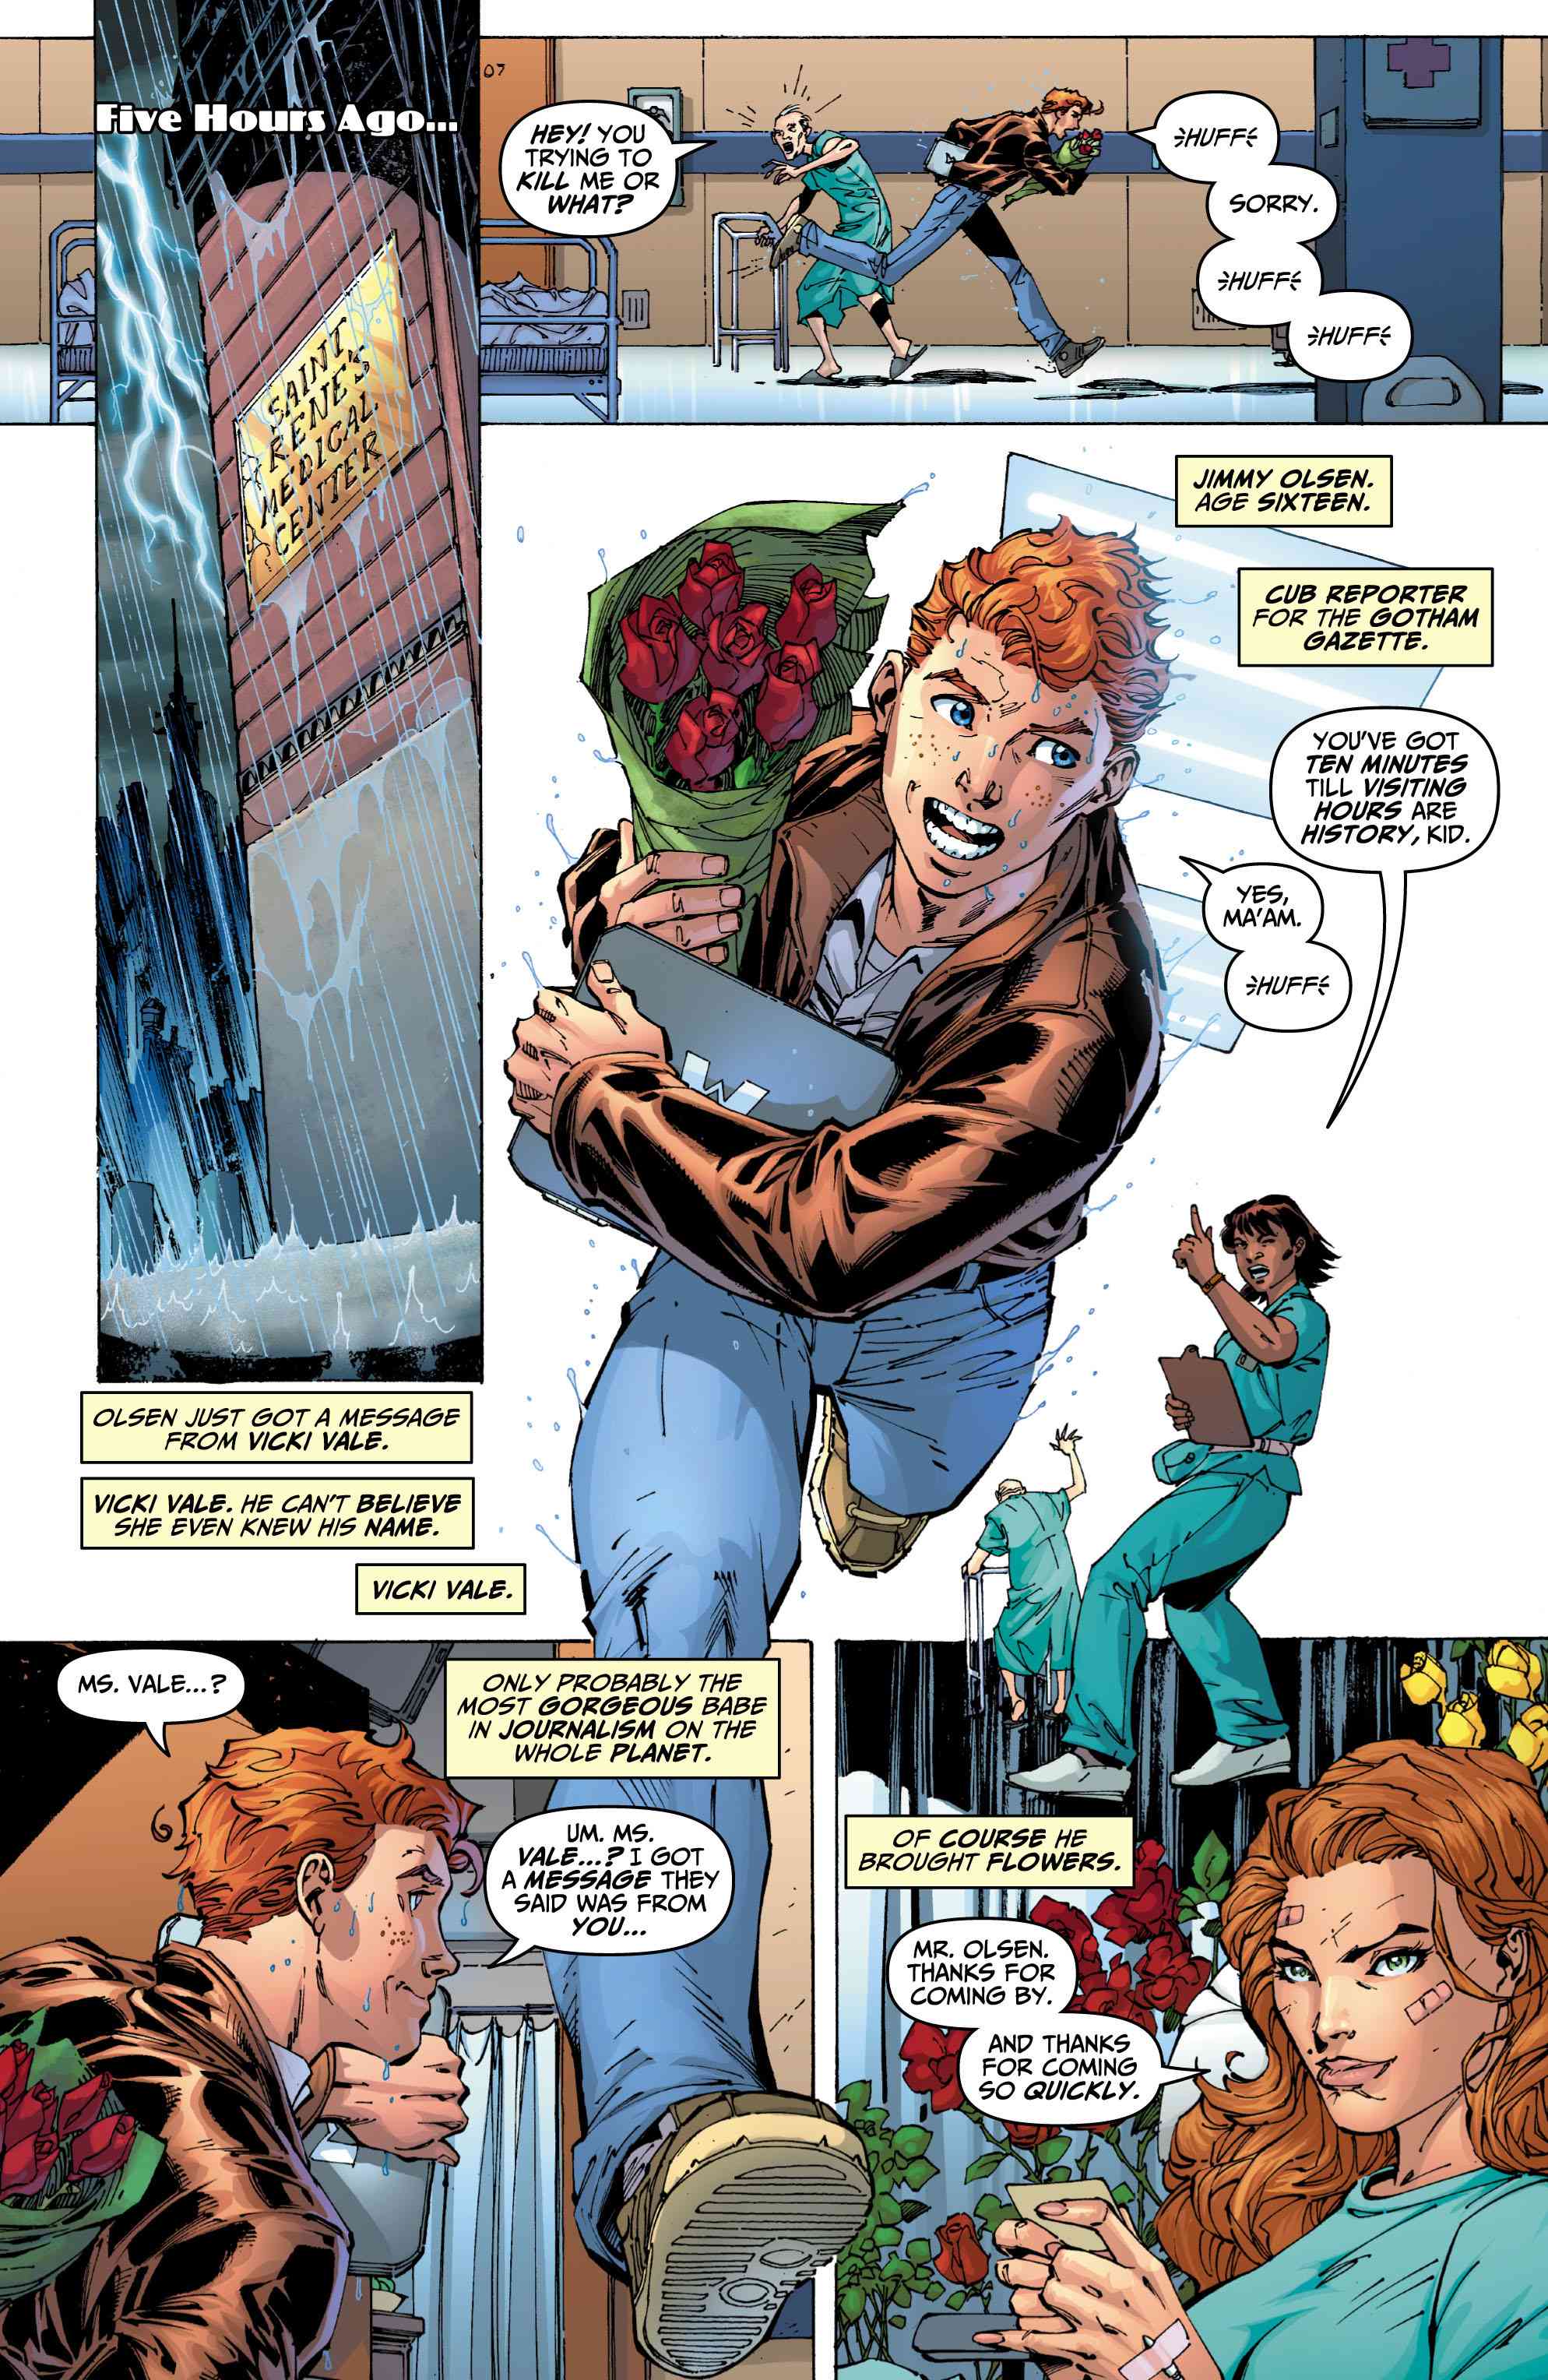 Five Hours Ago...
SAINT
RENE'S
MEDICAL
CENTER
07
HEY! YOU
TRYING TO
KILL ME OR
WHAT?
HUFF
SORRY.
HUFF
HUFF
JIMMY OLSEN.
AGE SIXTEEN.
CUB REPORTER
FOR THE GOTHAM
GAZETTE.
YOU'VE GOT
TEN MINUTES
TILL VISITING
HOURS ARE
HISTORY, KID.
YES,
MA'AM.
HUFF
W
OLSEN JUST GOT A MESSAGE
FROM VICKI VALE.
VICKI VALE. HE CAN'T BELIEVE
SHE EVEN KNEW HIS NAME.
VICKI VALE.
MS. VALE...?
ONLY PROBABLY THE
MOST GORGEOUS BABE
IN JOURNALISM ON THE
WHOLE PLANET.
UM. MS.
VALE...? I GOT
A MESSAGE THEY
SAID WAS FROM
YOU...
OF COURSE HE
BROUGHT FLOWERS.
MR. OLSEN.
THANKS FOR
COMING BY.
AND THANKS
FOR COMING
SO QUICKLY.